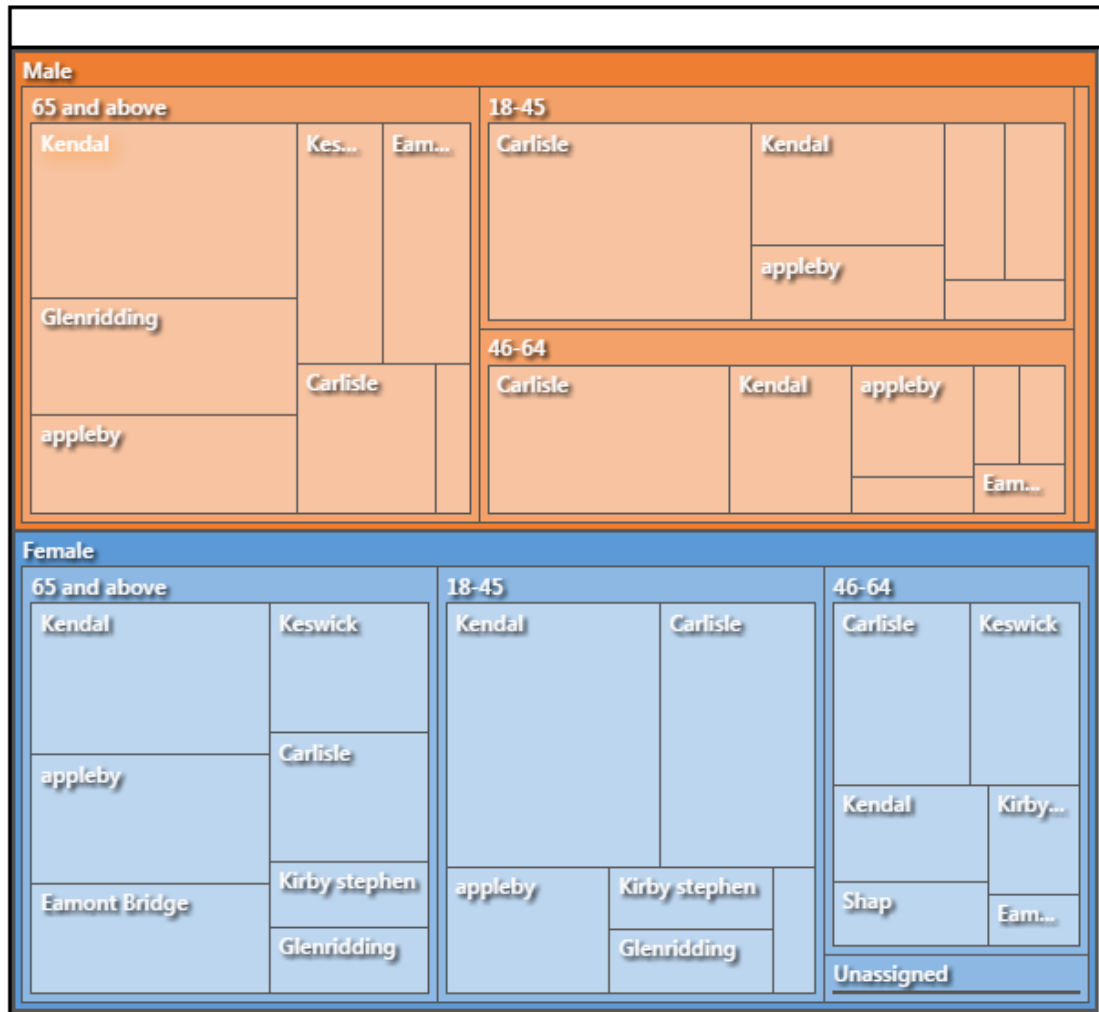 Male
65 and above
Kendal
Kes...
Eam...
Glenridding
appleby
Carlisle
18-45
Carlisle
Kendal
appleby
46-64
Carlisle
Kendal
appleby
Eam...
Female
65 and above
Kendal
Keswick
appleby
Carlisle
Eamont Bridge
Kirby stephen
Glenridding
18-45
Kendal
Carlisle
appleby
Kirby stephen
Glenridding
46-64
Carlisle
Keswick
Kendal
Kirby...
Shap
Eam...
Unassigned